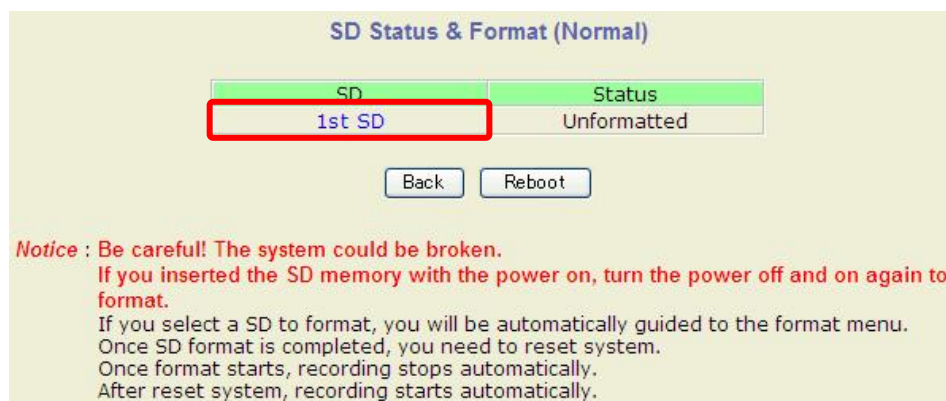 SD Status & Format (Normal)
SD Status
1st SD Unformatted
Back Reboot
Notice : Be careful! The system could be broken.
If you inserted the SD memory with the power on, turn the power off and on again to
format.
If you select a SD to format, you will be automatically guided to the format menu.
Once SD format is completed, you need to reset system.
Once format starts, recording stops automatically.
After reset system, recording starts automatically.